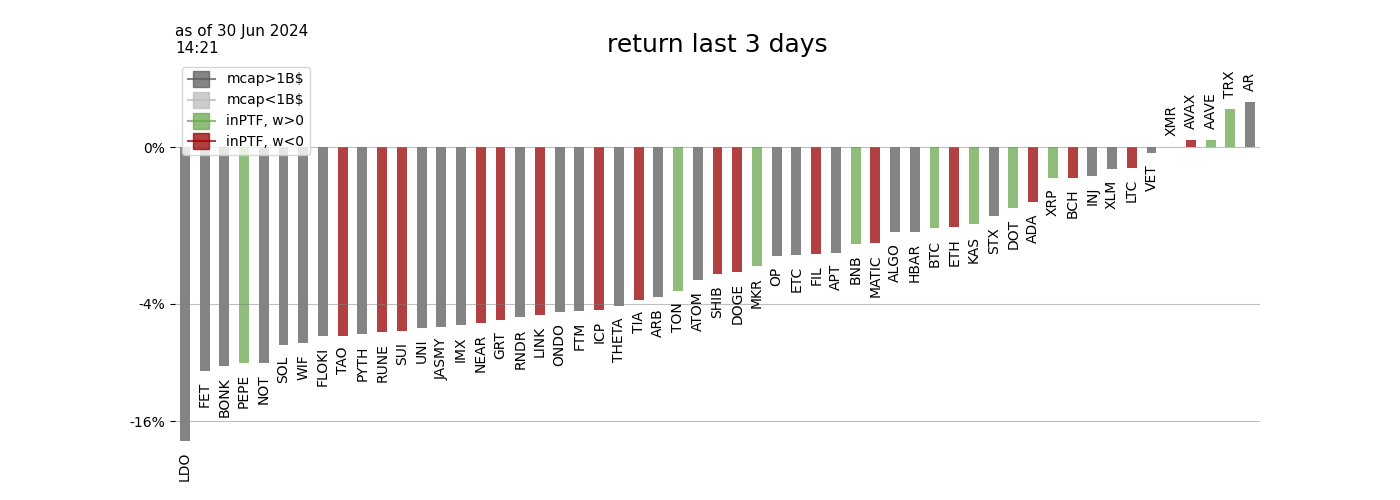 as of 30 Jun 2024
14:21
return last 3 days
mcap>1B$
mcap<1B$
inPTF, w>0
inPTF, w<0
0%
-4%
-16%
LDO
FET
BONK
PEPE
NOT
SOL
WIF
FLOKI
TAO
PYTH
RUNE
SUI
UNI
JASMY
IMX
NEAR
GRT
RNDR
LINK
ONDO
FTM
ICP
THETA
TIA
ARB
TON
ATOM
SHIB
DOGE
MKR
OP
ETC
FIL
APT
BNB
MATIC
ALGO
HBAR
BTC
ETH
KAS
STX
DOT
ADA
XRP
BCH
INJ
XLM
LTC
VET
XMR
AVAX
AAVE
TRX
AR